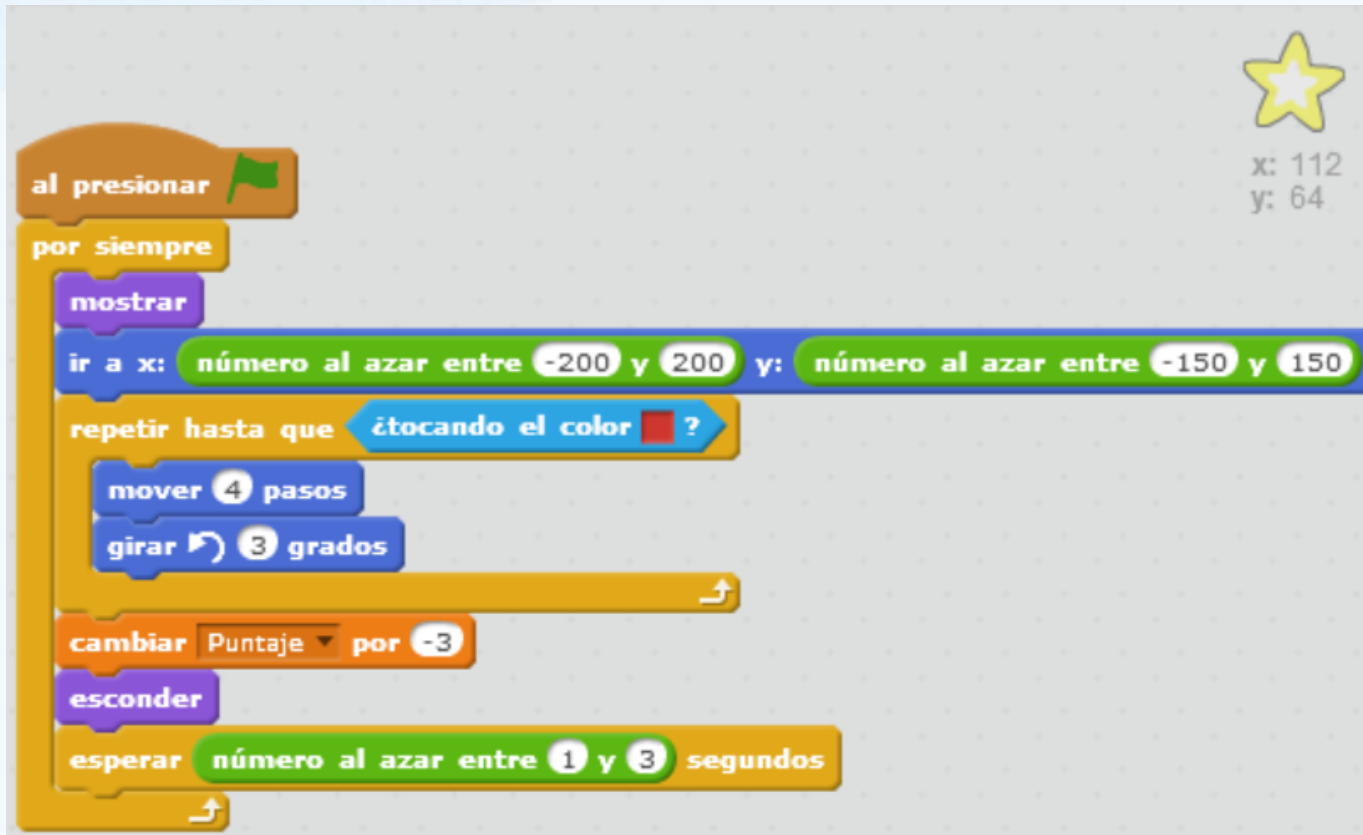 x: 112
y: 64
al presionar
por siempre
mostrar
ir a x: número al azar entre -200 y 200 y: número al azar entre -150 y 150
repetir hasta que ¿tocando el color ?
mover 4 pasos
girar 3 grados
cambiar Puntaje por -3
esconder
esperar número al azar entre 1 y 3 segundos